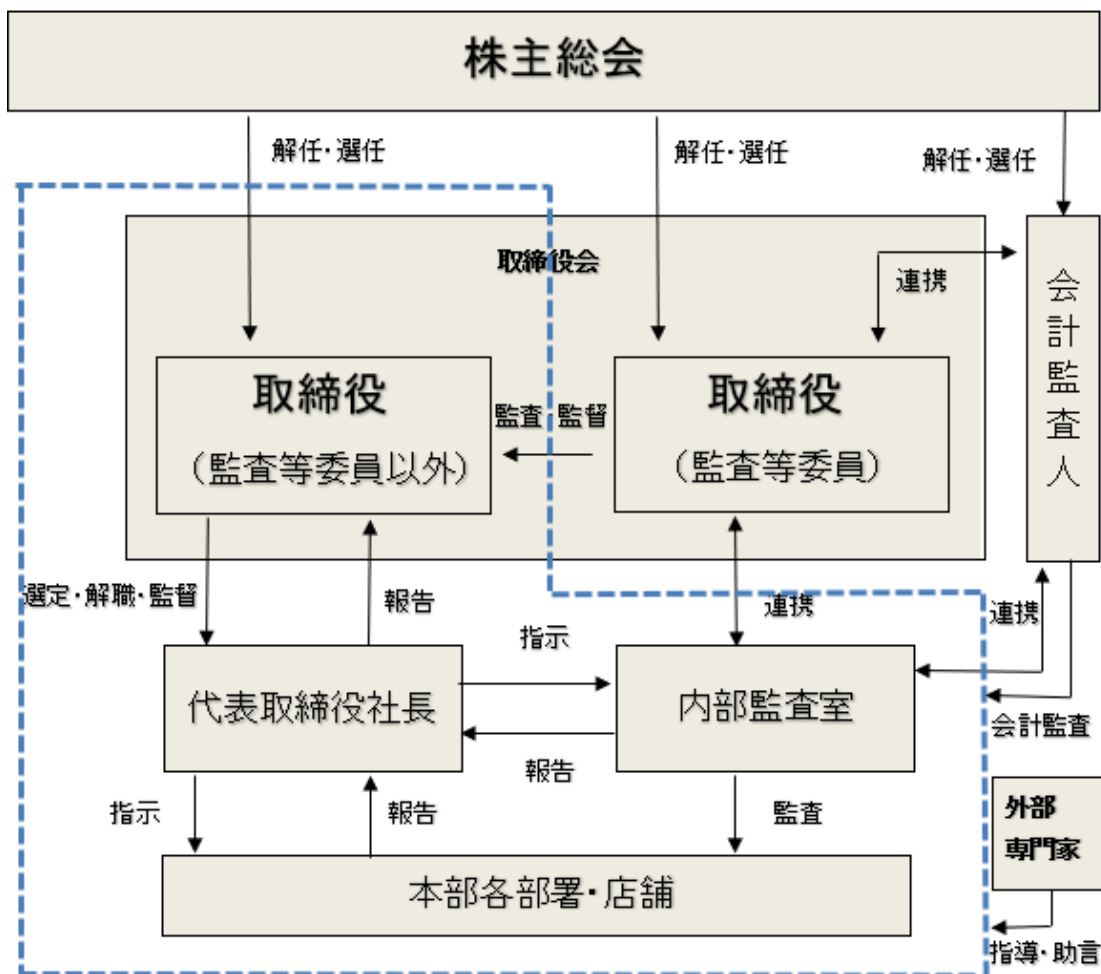 株主総会
解任・選任
解任・選任
解任・選任
取締役会
連携
会計監査人
取締役
(監査等委員以外)
監査・監督
取締役
(監査等委員)
選定・解職・監督
報告
連携
連携
指示
代表取締役社長
内部監査室
会計監査
報告
指示
報告
監査
外部
専門家
本部各部署・店舗
指導・助言